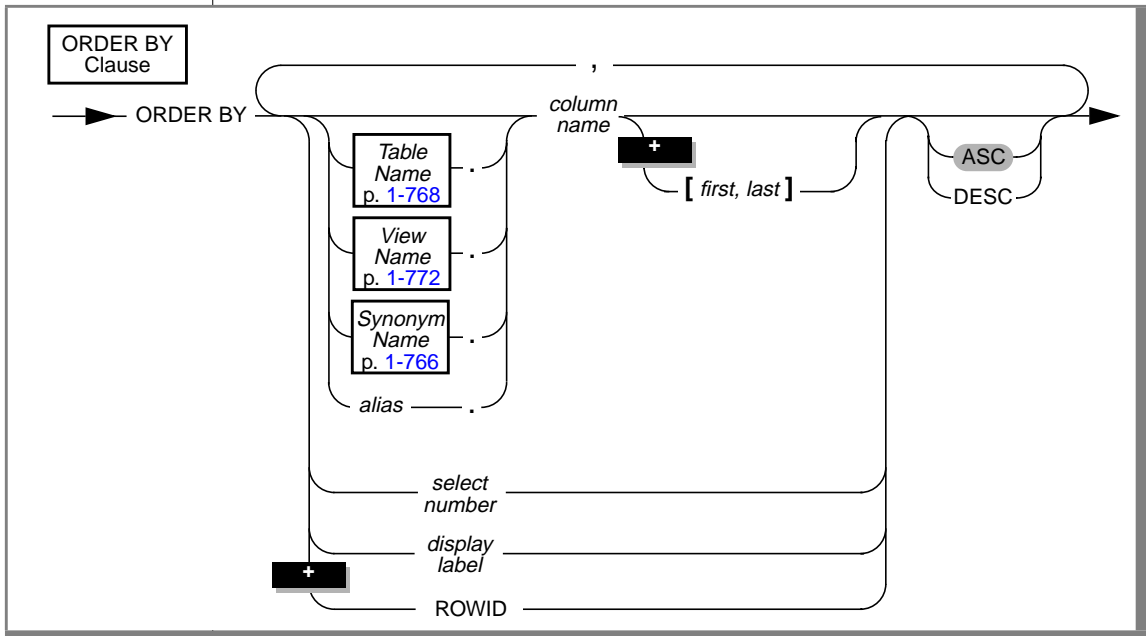 ORDER BY
Clause
,
ORDER BY
column
name
+
[ first, last ]
ASC
DESC
Table
Name
p. 1-768
.
View
Name
p. 1-772
.
Synonym
Name
p. 1-766
.
alias
.
select
number
display
label
+
ROWID